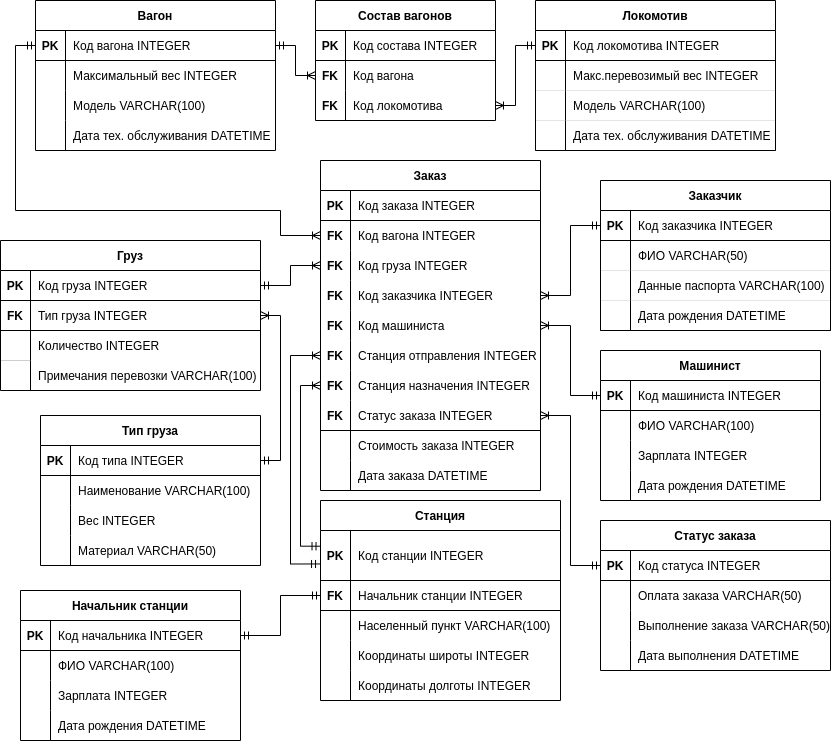 Вагон
PK Код вагона INTEGER
Максимальный вес INTEGER
Модель VARCHAR(100)
Дата тех. обслуживания DATETIME
Состав вагонов
PK Код состава INTEGER
FK Код вагона
FK Код локомотива
Локомотив
PK Код локомотива INTEGER
Макс.перевозимый вес INTEGER
Модель VARCHAR(100)
Дата тех. обслуживания DATETIME
Заказ
PK Код заказа INTEGER
FK Код вагона INTEGER
FK Код груза INTEGER
FK Код заказчика INTEGER
FK Код машиниста
FK Станция отправления INTEGER
FK Станция назначения INTEGER
FK Статус заказа INTEGER
Стоимость заказа INTEGER
Дата заказа DATETIME
Заказчик
PK Код заказчика INTEGER
ФИО VARCHAR(50)
Данные паспорта VARCHAR(100)
Дата рождения DATETIME
Груз
PK Код груза INTEGER
FK Тип груза INTEGER
Количество INTEGER
Примечания перевозки VARCHAR(100)
Машинист
PK Код машиниста INTEGER
ФИО VARCHAR(100)
Зарплата INTEGER
Дата рождения DATETIME
Тип груза
PK Код типа INTEGER
Наименование VARCHAR(100)
Вес INTEGER
Материал VARCHAR(50)
Станция
PK Код станции INTEGER
FK Начальник станции INTEGER
Населенный пункт VARCHAR(100)
Координаты широты INTEGER
Координаты долготы INTEGER
Статус заказа
PK Код статуса INTEGER
Оплата заказа VARCHAR(50)
Выполнение заказа VARCHAR(50)
Дата выполнения DATETIME
Начальник станции
PK Код начальника INTEGER
ФИО VARCHAR(100)
Зарплата INTEGER
Дата рождения DATETIME